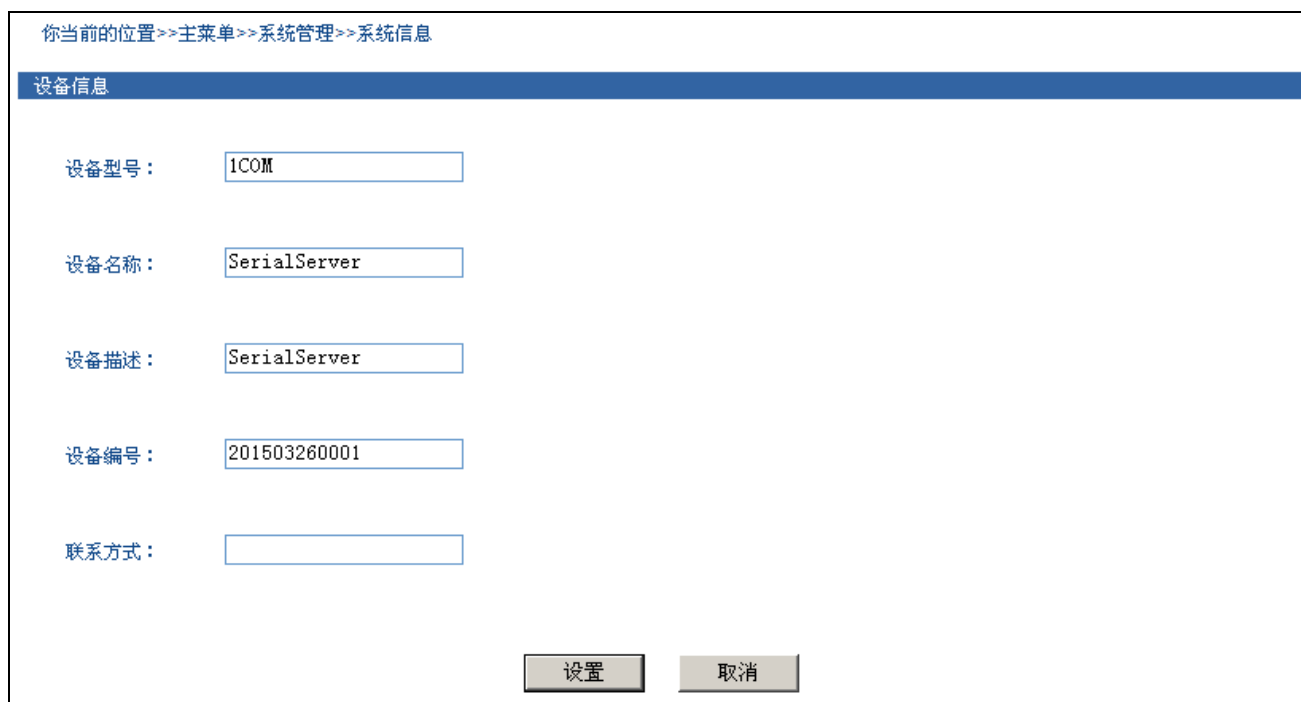 你当前的位置>>主菜单>>系统管理>>系统信息
设备信息
设备型号： 1COM
设备名称： SerialServer
设备描述： SerialServer
设备编号： 201503260001
联系方式：
设置 取消